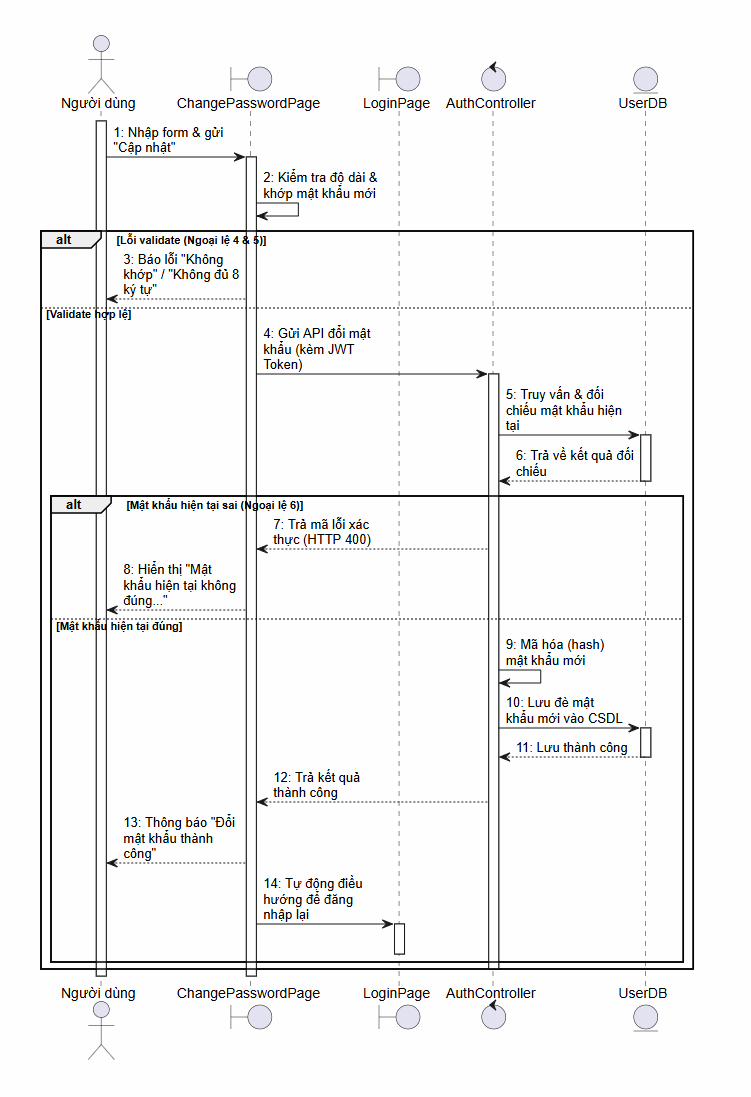 Người dùng
ChangePasswordPage
LoginPage
AuthController
UserDB
1: Nhập form & gửi
"Cập nhật"
2: Kiểm tra độ dài &
khớp mật khẩu mới
alt
[Lỗi validate (Ngoại lệ 4 & 5)]
3: Báo lỗi "Không
khớp" / "Không đủ 8
ký tự"
[Validate hợp lệ]
4: Gửi API đổi mật
khẩu (kèm JWT
Token)
5: Truy vấn & đối
chiếu mật khẩu hiện
tại
6: Trả về kết quả đối
chiếu
alt
[Mật khẩu hiện tại sai (Ngoại lệ 6)]
7: Trả mã lỗi xác
thực (HTTP 400)
8: Hiển thị "Mật
khẩu hiện tại không
đúng..."
[Mật khẩu hiện tại đúng]
9: Mã hóa (hash)
mật khẩu mới
10: Lưu đè mật
khẩu mới vào CSDL
11: Lưu thành công
12: Trả kết quả
thành công
13: Thông báo "Đổi
mật khẩu thành
công"
14: Tự động điều
hướng để đăng
nhập lại
Người dùng
ChangePasswordPage
LoginPage
AuthController
UserDB